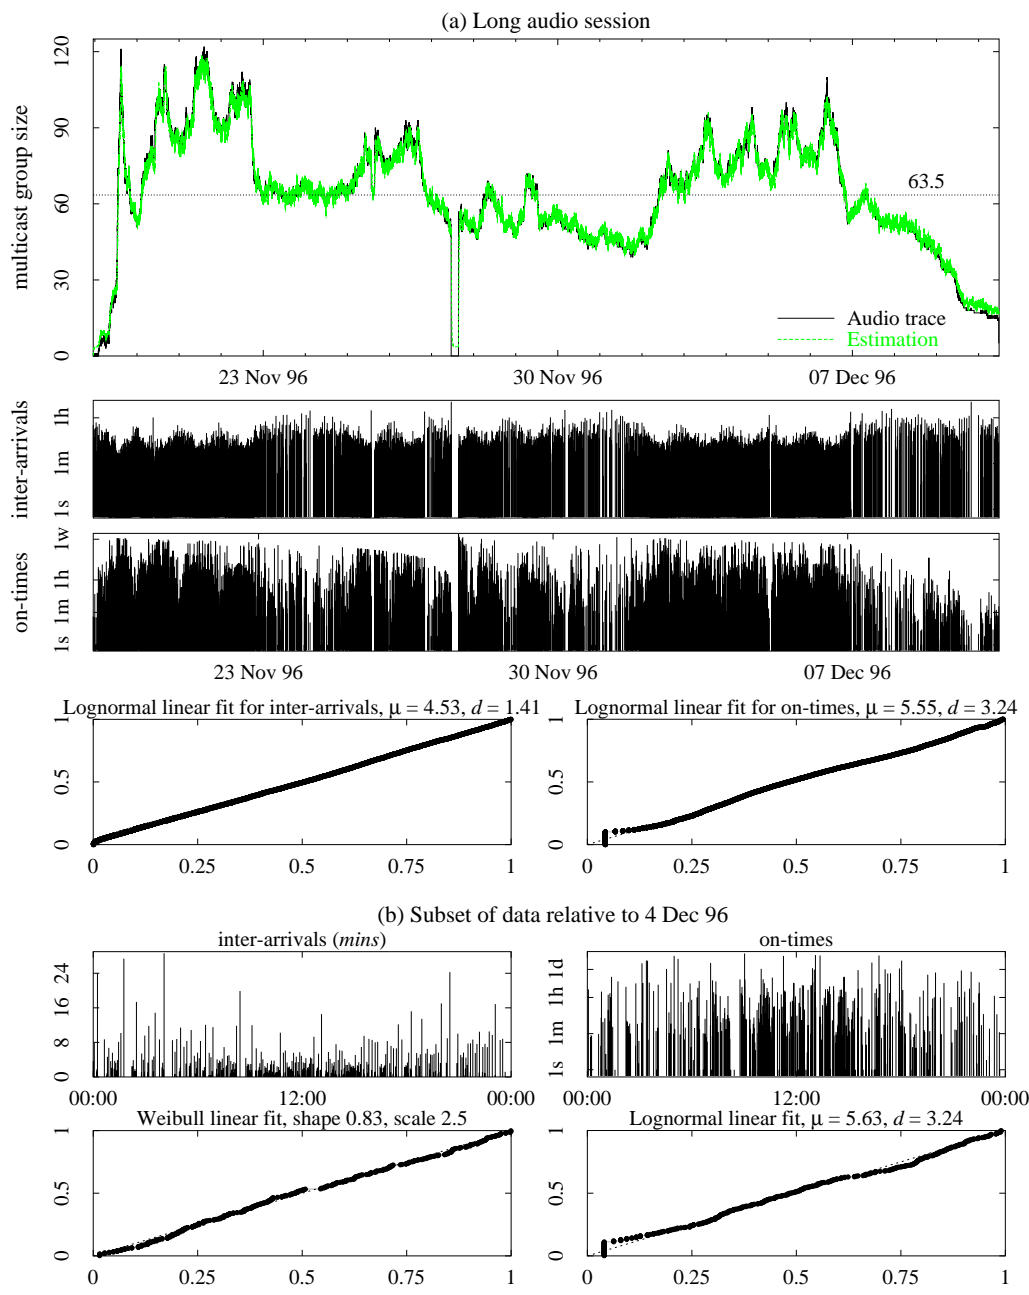 (a) Long audio session
multicast group size
120
90
60
30
0
63.5
Audio trace
Estimation
23 Nov 96 30 Nov 96 07 Dec 96
inter-arrivals
1s 1m 1h
on-times
1s 1m 1h 1w
23 Nov 96 30 Nov 96 07 Dec 96
Lognormal linear fit for inter-arrivals, μ = 4.53, d = 1.41
0 0.5 1
0 0.25 0.5 0.75 1
Lognormal linear fit for on-times, μ = 5.55, d = 3.24
0 0.5 1
0 0.25 0.5 0.75 1
(b) Subset of data relative to 4 Dec 96
inter-arrivals (mins)
0 8 16 24
00:00 12:00 00:00
on-times
1s 1m 1h 1d
00:00 12:00 00:00
Weibull linear fit, shape 0.83, scale 2.5
0 0.5 1
0 0.25 0.5 0.75 1
Lognormal linear fit, μ = 5.63, d = 3.24
0 0.5 1
0 0.25 0.5 0.75 1